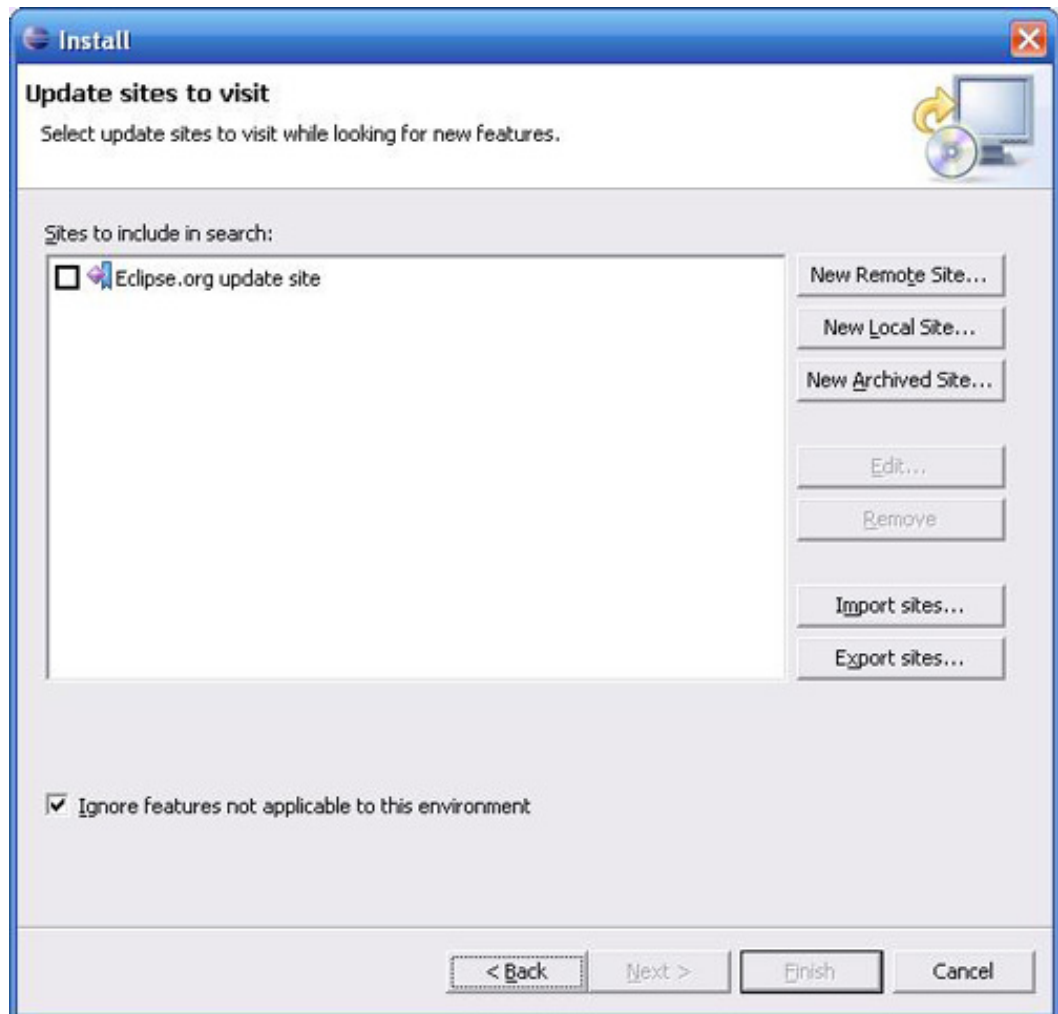 Install
Update sites to visit
Select update sites to visit while looking for new features.
Sites to include in search:
Eclipse.org update site
New Remote Site...
New Local Site...
New Archived Site...
Edit...
Remove
Import sites...
Export sites...
Ignore features not applicable to this environment
< Back
Next >
Finish
Cancel